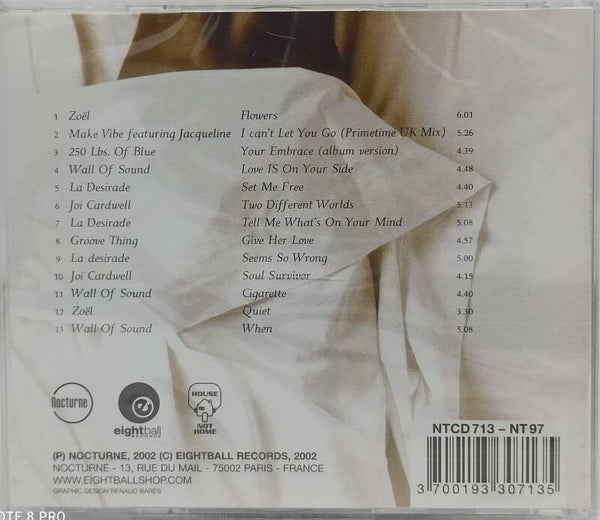 1 Zoël Flowers 6.01
2 Make Vibe featuring Jacqueline I can't Let You Go (Primetime UK Mix) 5.26
3 250 Lbs. Of Blue Your Embrace (album version) 4.39
4 Wall Of Sound Love IS On Your Side 4.48
5 La Desirade Set Me Free 4.40
6 Joi Cardwell Two Different Worlds 5.13
7 La Desirade Tell Me What's On Your Mind 5.08
8 Groove Thing Give Her Love 4.57
9 La desirade Seems So Wrong 5.00
10 Joi Cardwell Soul Survivor 4.15
11 Wall Of Sound Cigarette 4.40
12 Zoël Quiet 3.30
13 Wall Of Sound When 5.08
Nocturne
eightball
RECORDS
HOUSE
NOT
HOME
NTCD 713 – NT 97
(P) NOCTURNE, 2002 (C) EIGHTBALL RECORDS, 2002
NOCTURNE - 13, RUE DU MAIL - 75002 PARIS - FRANCE
WWW.EIGHTBALLSHOP.COM
GRAPHIC DESIGN RENAUD BARÈS
3 700193 307135
OTE 8 PRO